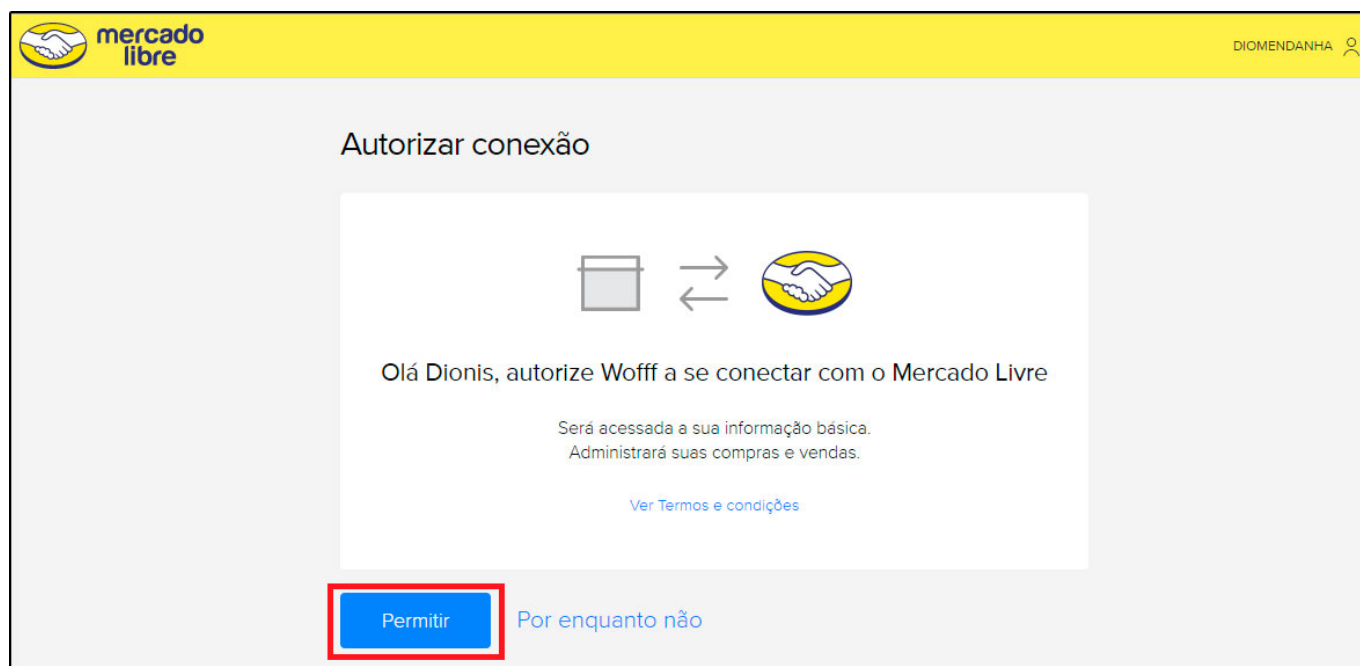 mercado
libre
DIOMENDANHA
Autorizar conexão
Olá Dionis, autorize Wofff a se conectar com o Mercado Livre
Será acessada a sua informação básica.
Administrará suas compras e vendas.
Ver Termos e condições
Permitir
Por enquanto não